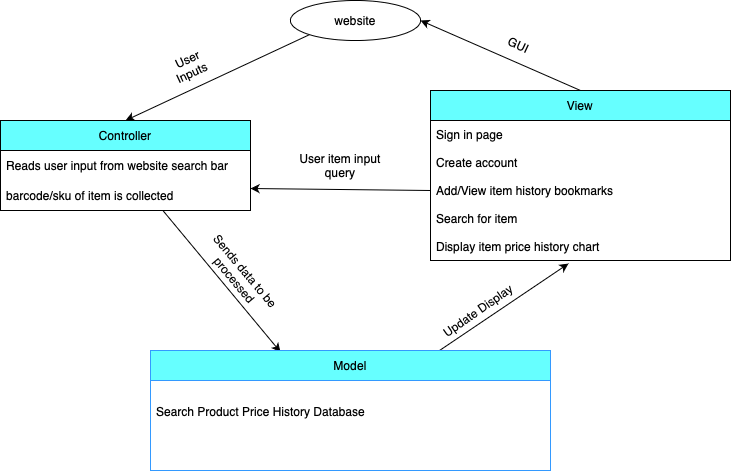 website
GUI
User
Inputs
Controller
Reads user input from website search bar
barcode/sku of item is collected
User item input
query
View
Sign in page
Create account
Add/View item history bookmarks
Search for item
Display item price history chart
Sends data to be
processed
Update Display
Model
Search Product Price History Database